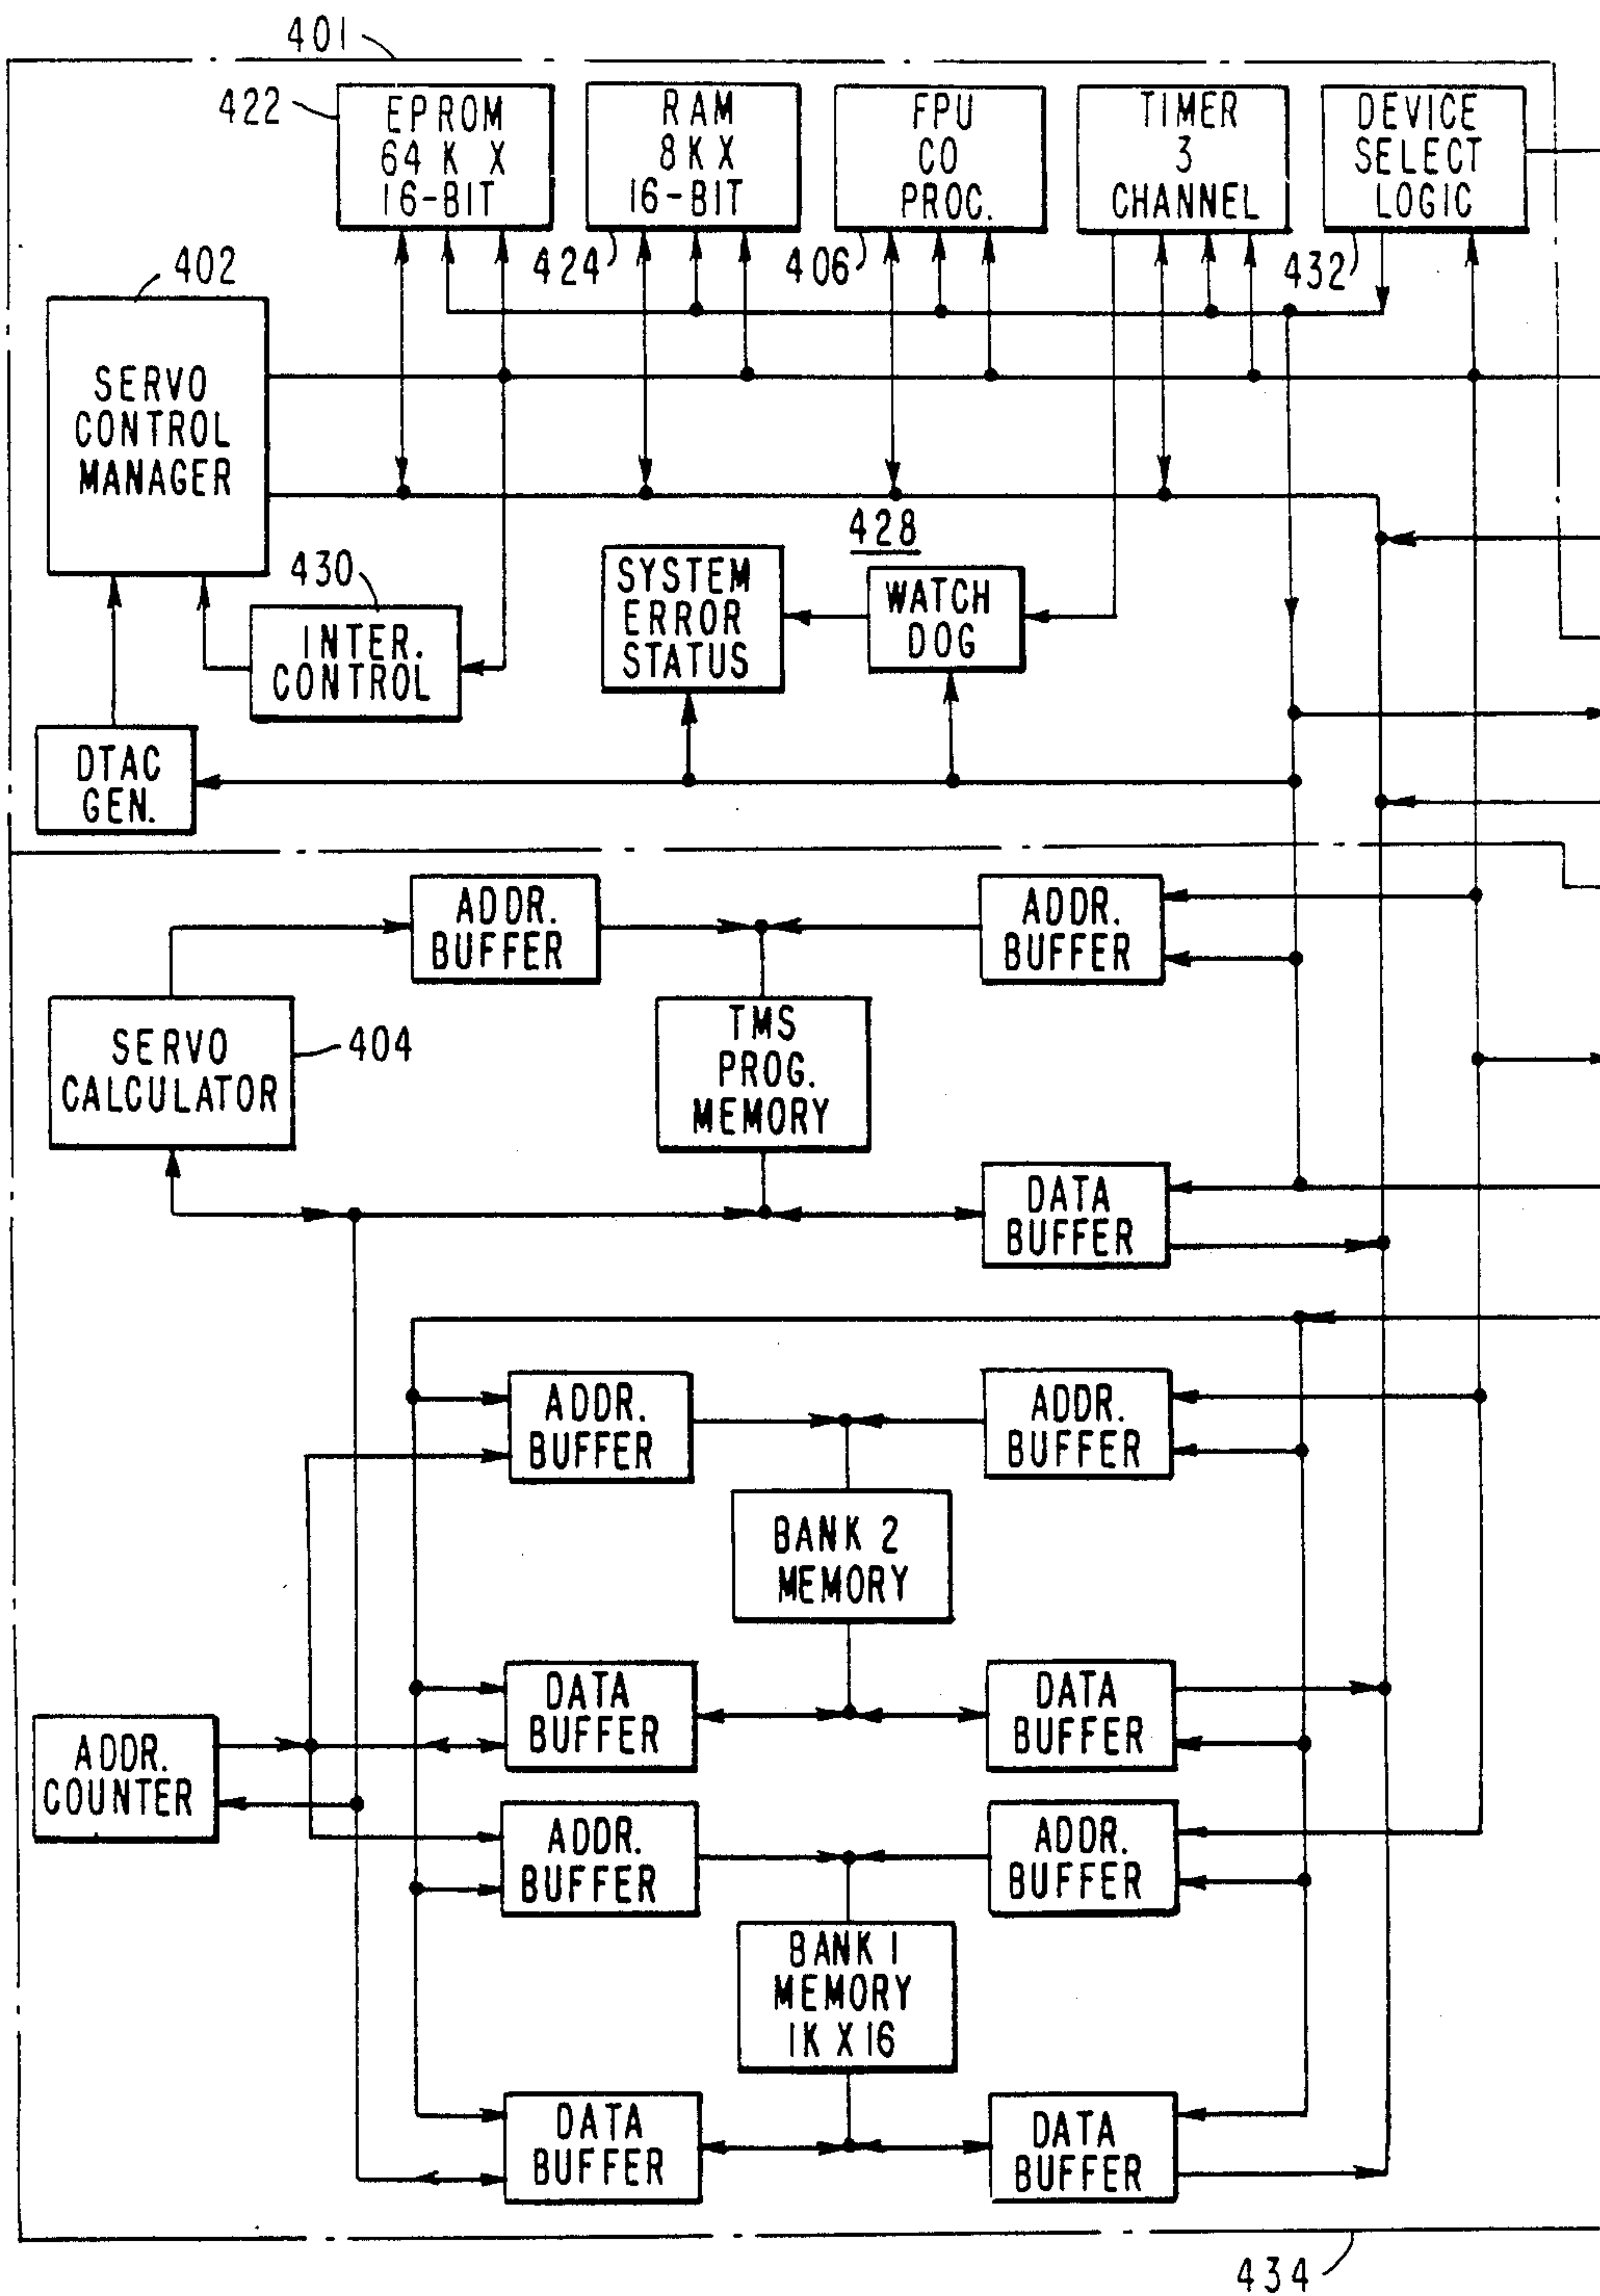 401
422
EPROM
64 K X
16-BIT
RAM
8K X
16-BIT
FPU
CO
PROC.
TIMER
3
CHANNEL
DEVICE
SELECT
LOGIC
424
406
432
402
SERVO
CONTROL
MANAGER
428
430
INTER.
CONTROL
SYSTEM
ERROR
STATUS
WATCH
DOG
DTAC
GEN.
ADDR.
BUFFER
ADDR.
BUFFER
SERVO
CALCULATOR
404
TMS
PROG.
MEMORY
DATA
BUFFER
ADDR.
BUFFER
ADDR.
BUFFER
BANK 2
MEMORY
DATA
BUFFER
DATA
BUFFER
ADDR.
COUNTER
ADDR.
BUFFER
ADDR.
BUFFER
BANK 1
MEMORY
1K X 16
DATA
BUFFER
DATA
BUFFER
434